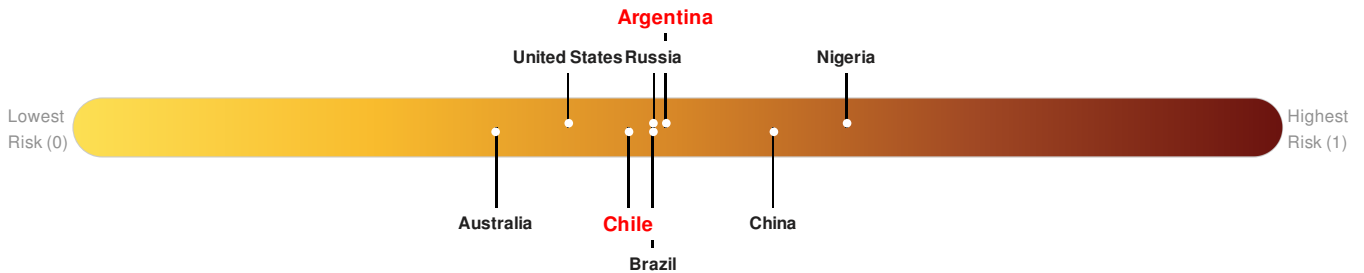 Argentina
United States Russia Nigeria
Lowest
Risk (0)
Highest
Risk (1)
Australia Chile China
Brazil